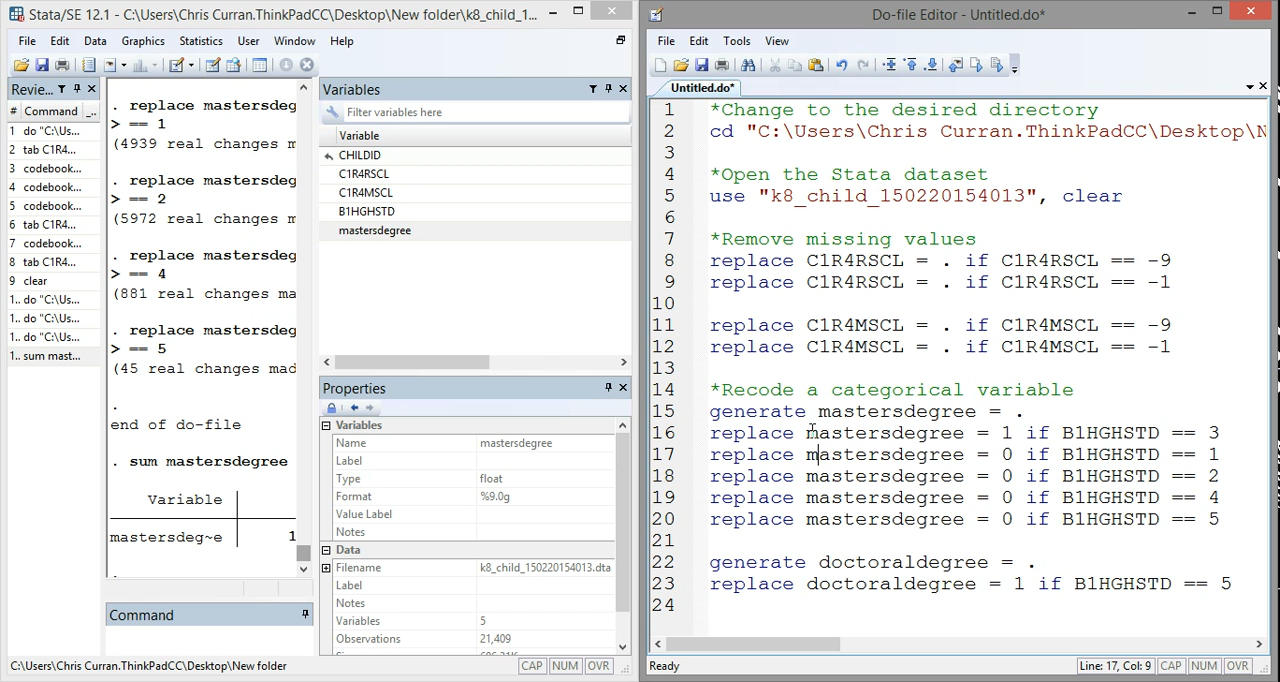 Stata/SE 12.1 - C:\Users\Chris Curran.ThinkPadCC\Desktop\New folder\k8_child_1...
File Edit Data Graphics Statistics User Window Help
Revie...
# Command
1 do "C:\Us...
2 tab C1R4...
3 codebook...
4 codebook...
5 codebook...
6 tab C1R4...
7 codebook...
8 tab C1R4...
9 clear
1.. do "C:\Us...
1.. do "C:\Us...
1.. do "C:\Us...
1.. sum mast...
. replace mastersdeg
> == 1
(4939 real changes m
. replace mastersdeg
> == 2
(5972 real changes m
. replace mastersdeg
> == 4
(881 real changes ma
. replace mastersdeg
> == 5
(45 real changes mad
.
end of do-file
. sum mastersdegree
Variable
mastersdeg~e 1
Command
Variables
Filter variables here
Variable
CHILDID
C1R4RSCL
C1R4MSCL
B1HGHSTD
mastersdegree
Properties
Variables
Name mastersdegree
Label
Type float
Format %9.0g
Value Label
Notes
Data
Filename k8_child_150220154013.dta
Label
Notes
Variables 5
Observations 21,409
C:\Users\Chris Curran.ThinkPadCC\Desktop\New folder CAP NUM OVR
Do-file Editor - Untitled.do*
File Edit Tools View
Untitled.do*
1 *Change to the desired directory
2 cd "C:\Users\Chris Curran.ThinkPadCC\Desktop\N
3
4 *Open the Stata dataset
5 use "k8_child_150220154013", clear
6
7 *Remove missing values
8 replace C1R4RSCL = . if C1R4RSCL == -9
9 replace C1R4RSCL = . if C1R4RSCL == -1
10
11 replace C1R4MSCL = . if C1R4MSCL == -9
12 replace C1R4MSCL = . if C1R4MSCL == -1
13
14 *Recode a categorical variable
15 generate mastersdegree = .
16 replace mastersdegree = 1 if B1HGHSTD == 3
17 replace mastersdegree = 0 if B1HGHSTD == 1
18 replace mastersdegree = 0 if B1HGHSTD == 2
19 replace mastersdegree = 0 if B1HGHSTD == 4
20 replace mastersdegree = 0 if B1HGHSTD == 5
21
22 generate doctoraldegree = .
23 replace doctoraldegree = 1 if B1HGHSTD == 5
24
Ready Line: 17, Col: 9 CAP NUM OVR